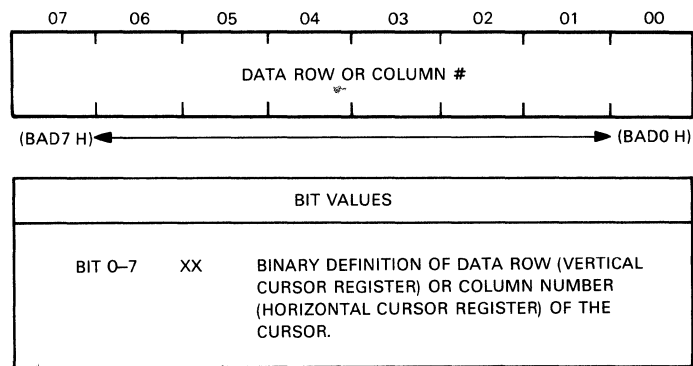 07 06 05 04 03 02 01 00
DATA ROW OR COLUMN #
(BAD7 H) (BAD0 H)
BIT VALUES
BIT 0–7 XX BINARY DEFINITION OF DATA ROW (VERTICAL
CURSOR REGISTER) OR COLUMN NUMBER
(HORIZONTAL CURSOR REGISTER) OF THE
CURSOR.